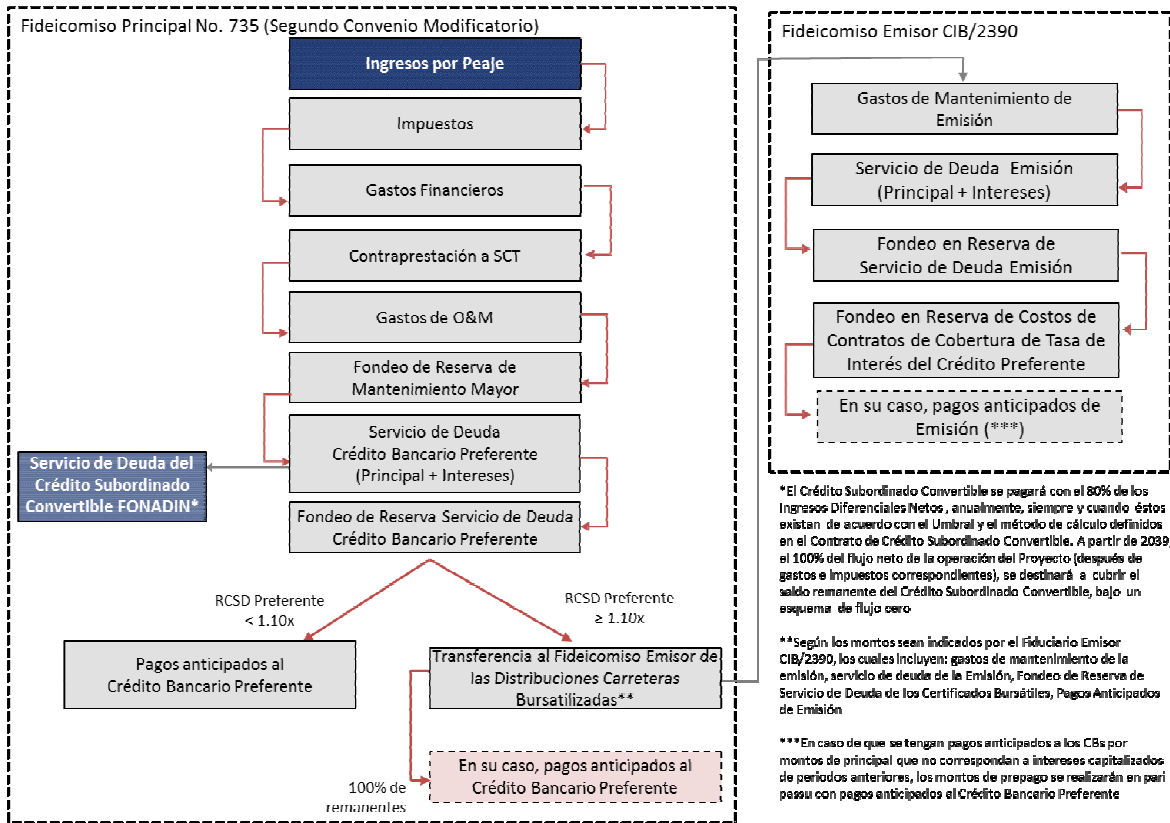 Fideicomiso Principal No. 735 (Segundo Convenio Modificatorio)
Ingresos por Peaje
Impuestos
Gastos Financieros
Contraprestación a SCT
Gastos de O&M
Fondeo de Reserva de
Mantenimiento Mayor
Servicio de Deuda
Crédito Bancario Preferente
(Principal + Intereses)
Servicio de Deuda del
Crédito Subordinado
Convertible FONADIN*
Fondeo de Reserva Servicio de Deuda
Crédito Bancario Preferente
RCSD Preferente
< 1.10x
RCSD Preferente
≥ 1.10x
Pagos anticipados al
Crédito Bancario Preferente
Transferencia al Fideicomiso Emisor de
las Distribuciones Carreteras
Bursatilizadas**
100% de
remanentes
En su caso, pagos anticipados al
Crédito Bancario Preferente
Fideicomiso Emisor CIB/2390
Gastos de Mantenimiento de
Emisión
Servicio de Deuda Emisión
(Principal + Intereses)
Fondeo en Reserva de
Servicio de Deuda Emisión
Fondeo en Reserva de Costos de
Contratos de Cobertura de Tasa de
Interés del Crédito Preferente
En su caso, pagos anticipados de
Emisión (***)
*El Crédito Subordinado Convertible se pagará con el 80% de los
Ingresos Diferenciales Netos , anualmente, siempre y cuando éstos
existan de acuerdo con el Umbral y el método de cálculo definidos
en el Contrato de Crédito Subordinado Convertible. A partir de 2039,
el 100% del flujo neto de la operación del Proyecto (después de
gastos e impuestos correspondientes), se destinará a cubrir el
saldo remanente del Crédito Subordinado Convertible, bajo un
esquema de flujo cero
**Según los montos sean indicados por el Fiduciario Emisor
CIB/2390, los cuales incluyen: gastos de mantenimiento de la
emisión, servicio de deuda de la Emisión, Fondeo de Reserva de
Servicio de Deuda de los Certificados Bursátiles, Pagos Anticipados
de Emisión
***En caso de que se tengan pagos anticipados a los CBs por
montos de principal que no correspondan a intereses capitalizados
de periodos anteriores, los montos de prepago se realizarán en pari
passu con pagos anticipados al Crédito Bancario Preferente